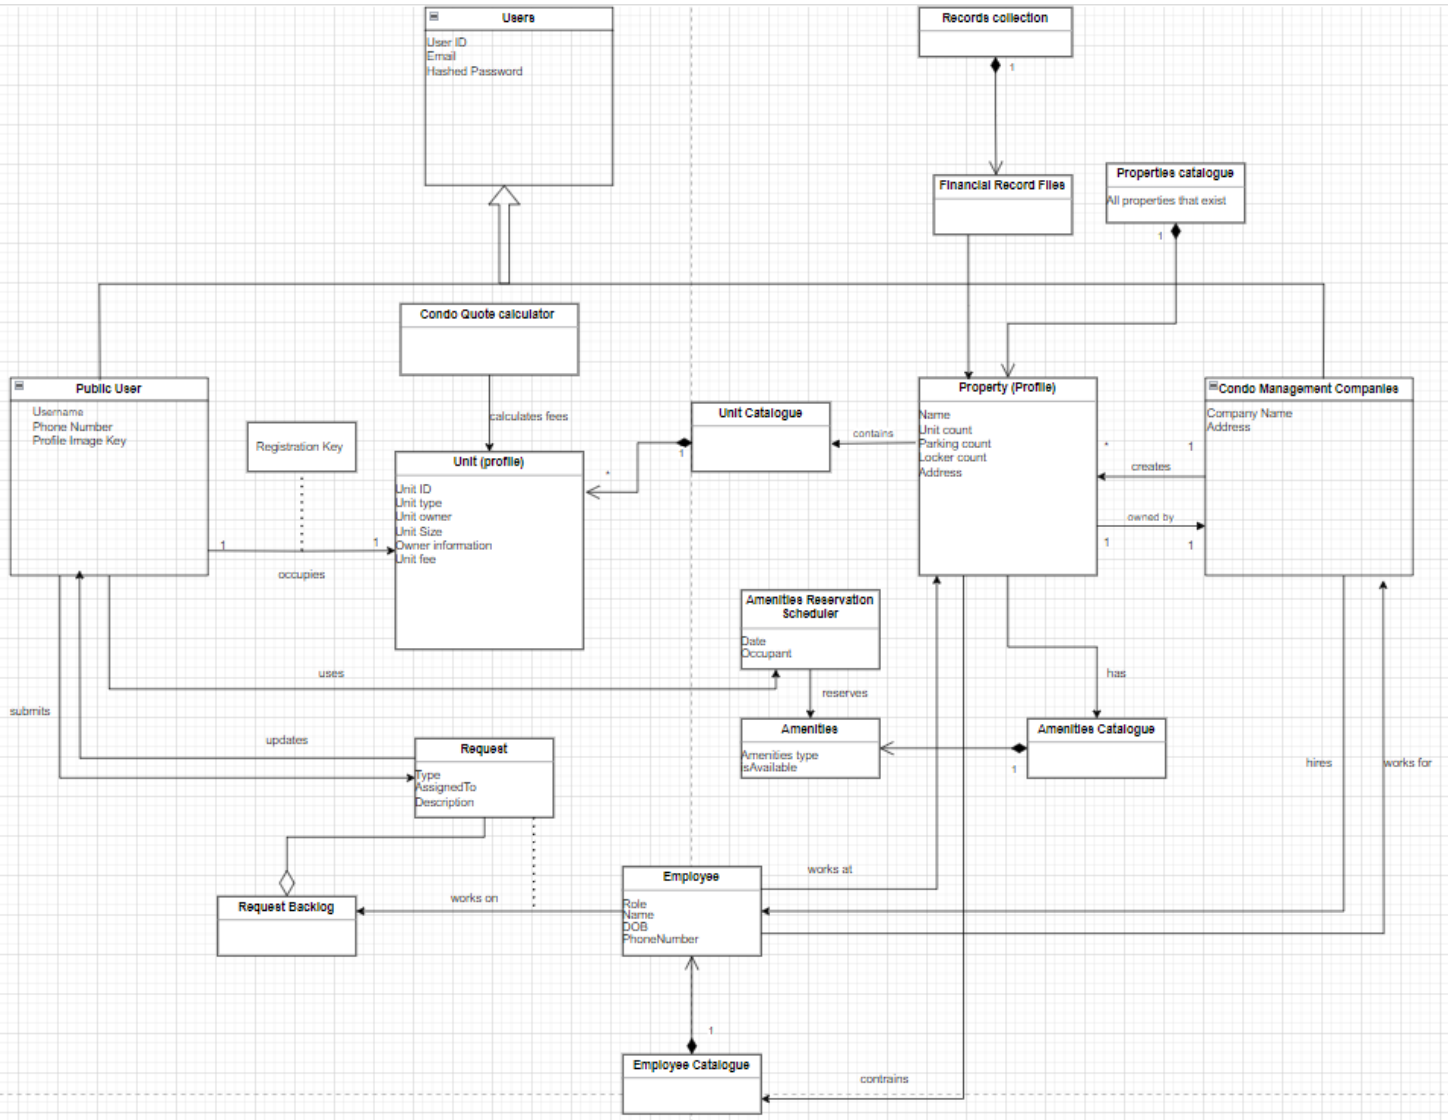 Users
User ID
Email
Hashed Password
Records collection
1
Financial Record Files
Properties catalogue
All properties that exist
1
Condo Quote calculator
calculates fees
Public User
Username
Phone Number
Profile Image Key
Registration Key
1
1
occupies
Unit (profile)
Unit ID
Unit type
Unit owner
Unit Size
Owner information
Unit fee
*
Unit Catalogue
1
contains
Property (Profile)
Name
Unit count
Parking count
Locker count
Address
*
1
creates
owned by
1
1
Condo Management Companies
Company Name
Address
Amenities Reservation
Scheduler
Date
Occupant
uses
reserves
has
submits
updates
Request
Type
AssignedTo
Description
Amenities
Amenities type
isAvailable
1
Amenities Catalogue
hires
works for
works at
Employee
Role
Name
DOB
PhoneNumber
works on
Request Backlog
1
Employee Catalogue
contrains